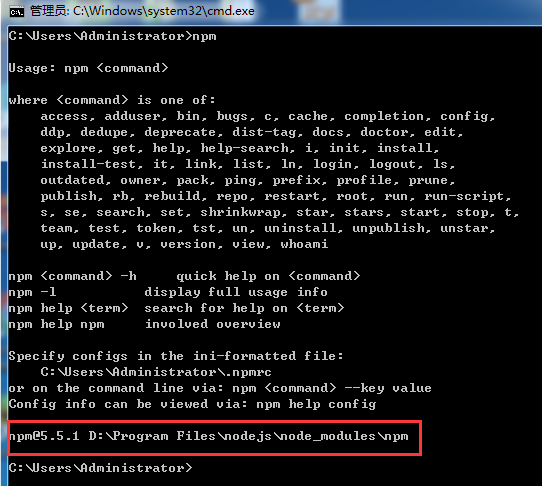 管理员: C:\Windows\system32\cmd.exe
C:\Users\Administrator>npm
Usage: npm <command>
where <command> is one of:
access, adduser, bin, bugs, c, cache, completion, config,
ddp, dedupe, deprecate, dist-tag, docs, doctor, edit,
explore, get, help, help-search, i, init, install,
install-test, it, link, list, ln, login, logout, ls,
outdated, owner, pack, ping, prefix, profile, prune,
publish, rb, rebuild, repo, restart, root, run, run-script,
s, se, search, set, shrinkwrap, star, stars, start, stop, t,
team, test, token, tst, un, uninstall, unpublish, unstar,
up, update, v, version, view, whoami
npm <command> -h     quick help on <command>
npm -l           display full usage info
npm help <term>  search for help on <term>
npm help npm     involved overview
Specify configs in the ini-formatted file:
C:\Users\Administrator\.npmrc
or on the command line via: npm <command> --key value
Config info can be viewed via: npm help config
npm@5.5.1 D:\Program Files\nodejs\node_modules\npm
C:\Users\Administrator>